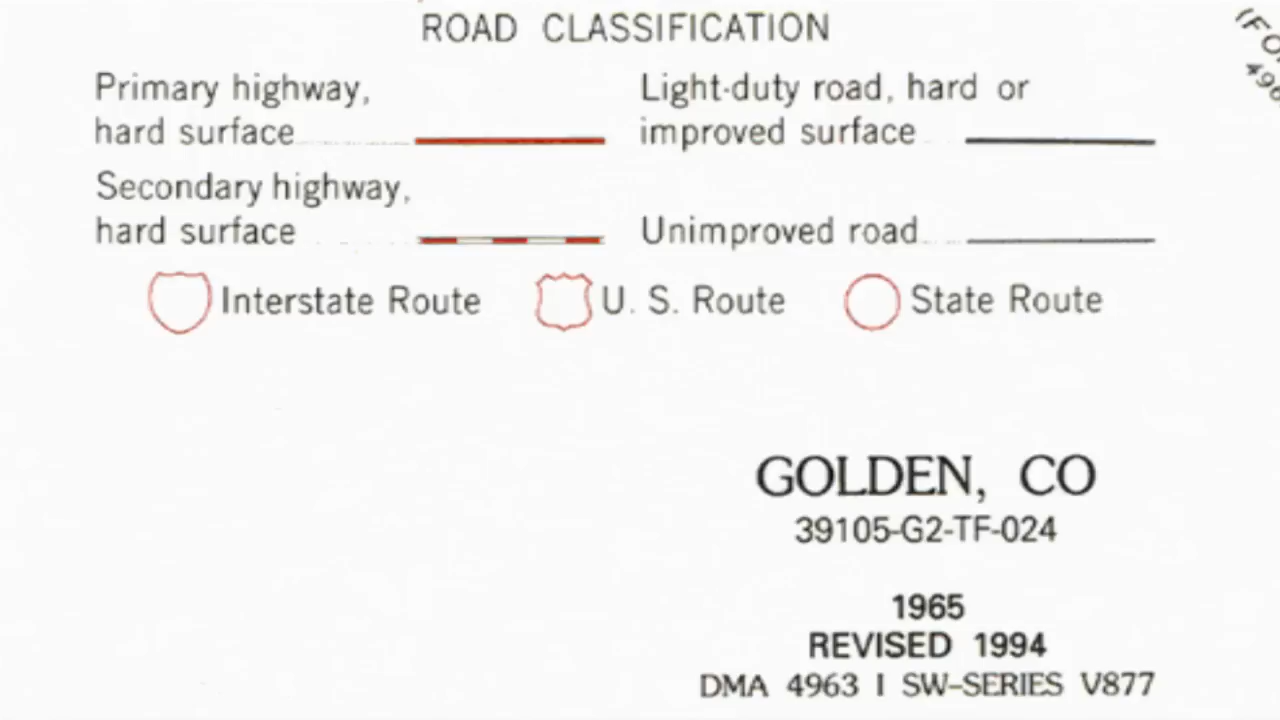 ROAD CLASSIFICATION
Primary highway,
hard surface
Light-duty road, hard or
improved surface
Secondary highway,
hard surface
Unimproved road
Interstate Route
U. S. Route
State Route
GOLDEN, CO
39105-G2-TF-024
1965
REVISED 1994
DMA 4963 I SW-SERIES V877